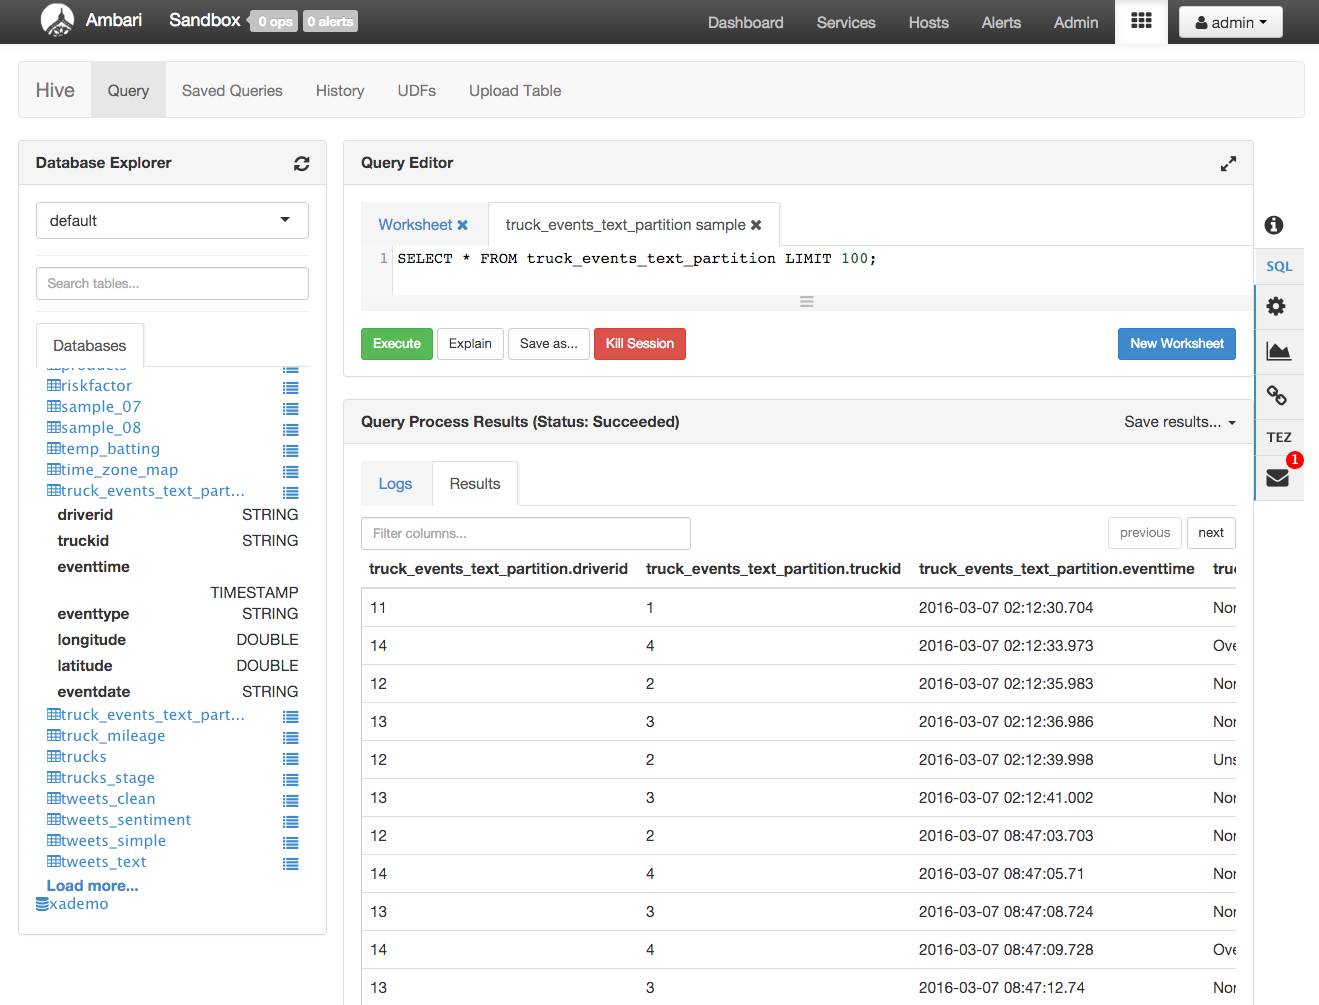 Ambari Sandbox 0 ops 0 alerts Dashboard Services Hosts Alerts Admin admin
Hive Query Saved Queries History UDFs Upload Table
Database Explorer
default
Search tables...
Databases
products
riskfactor
sample_07
sample_08
temp_batting
time_zone_map
truck_events_text_part...
driverid STRING
truckid STRING
eventtime
TIMESTAMP
eventtype STRING
longitude DOUBLE
latitude DOUBLE
eventdate STRING
truck_events_text_part...
truck_mileage
trucks
trucks_stage
tweets_clean
tweets_sentiment
tweets_simple
tweets_text
Load more...
xademo
Query Editor
Worksheet truck_events_text_partition sample
1 SELECT * FROM truck_events_text_partition LIMIT 100;
Execute Explain Save as... Kill Session New Worksheet
Query Process Results (Status: Succeeded) Save results...
Logs Results
Filter columns... previous next
truck_events_text_partition.driverid truck_events_text_partition.truckid truck_events_text_partition.eventtime truc
11 1 2016-03-07 02:12:30.704 Nor
14 4 2016-03-07 02:12:33.973 Ove
12 2 2016-03-07 02:12:35.983 Nor
13 3 2016-03-07 02:12:36.986 Nor
12 2 2016-03-07 02:12:39.998 Uns
13 3 2016-03-07 02:12:41.002 Nor
12 2 2016-03-07 08:47:03.703 Nor
14 4 2016-03-07 08:47:05.71 Nor
13 3 2016-03-07 08:47:08.724 Nor
14 4 2016-03-07 08:47:09.728 Ove
13 3 2016-03-07 08:47:12.74 Nor
SQL
TEZ
1